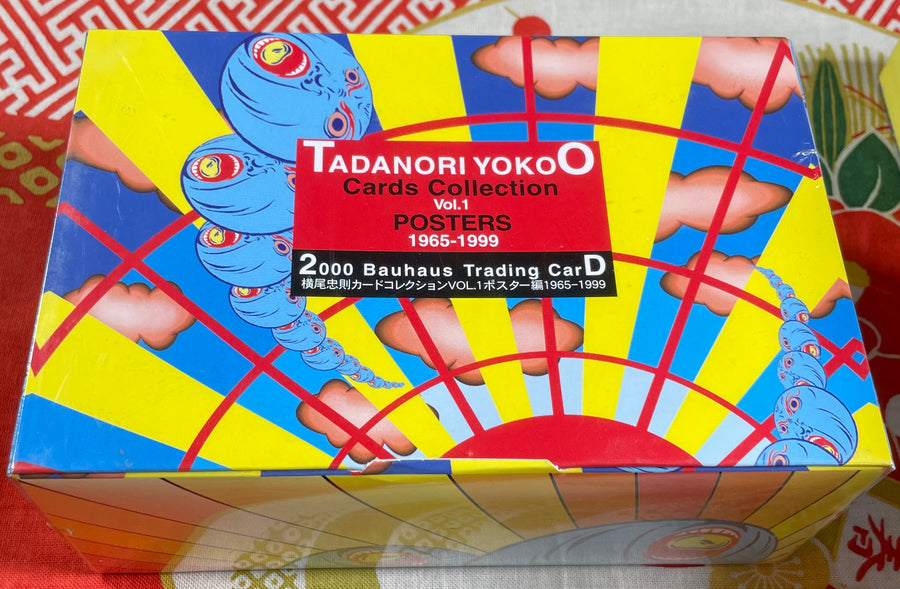 TADANORI YOKOO
Cards Collection
Vol.1
POSTERS
1965-1999
2000 Bauhaus Trading CarD
横尾忠則カードコレクションVOL.1ポスター編1965-1999